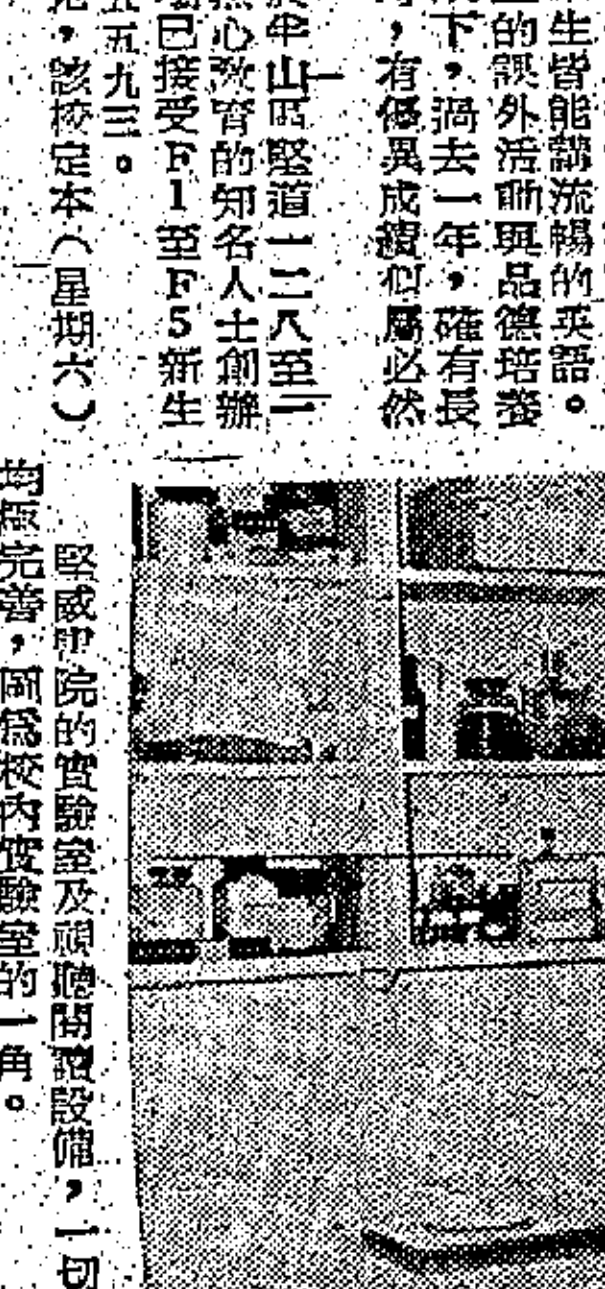 生皆能講流暢的英語。
的課外活動與品德培養
下，過去一年，確有長
，有優異成績似屬必然
半山區堅道一二八至一
心教育的知名人士創辦
已接受F1至F5新生
五九三。
，該校定本（星期六）
堅威中院的實驗室及視聽閱讀設備，一切
均極完善，圖為校內實驗室的一角。